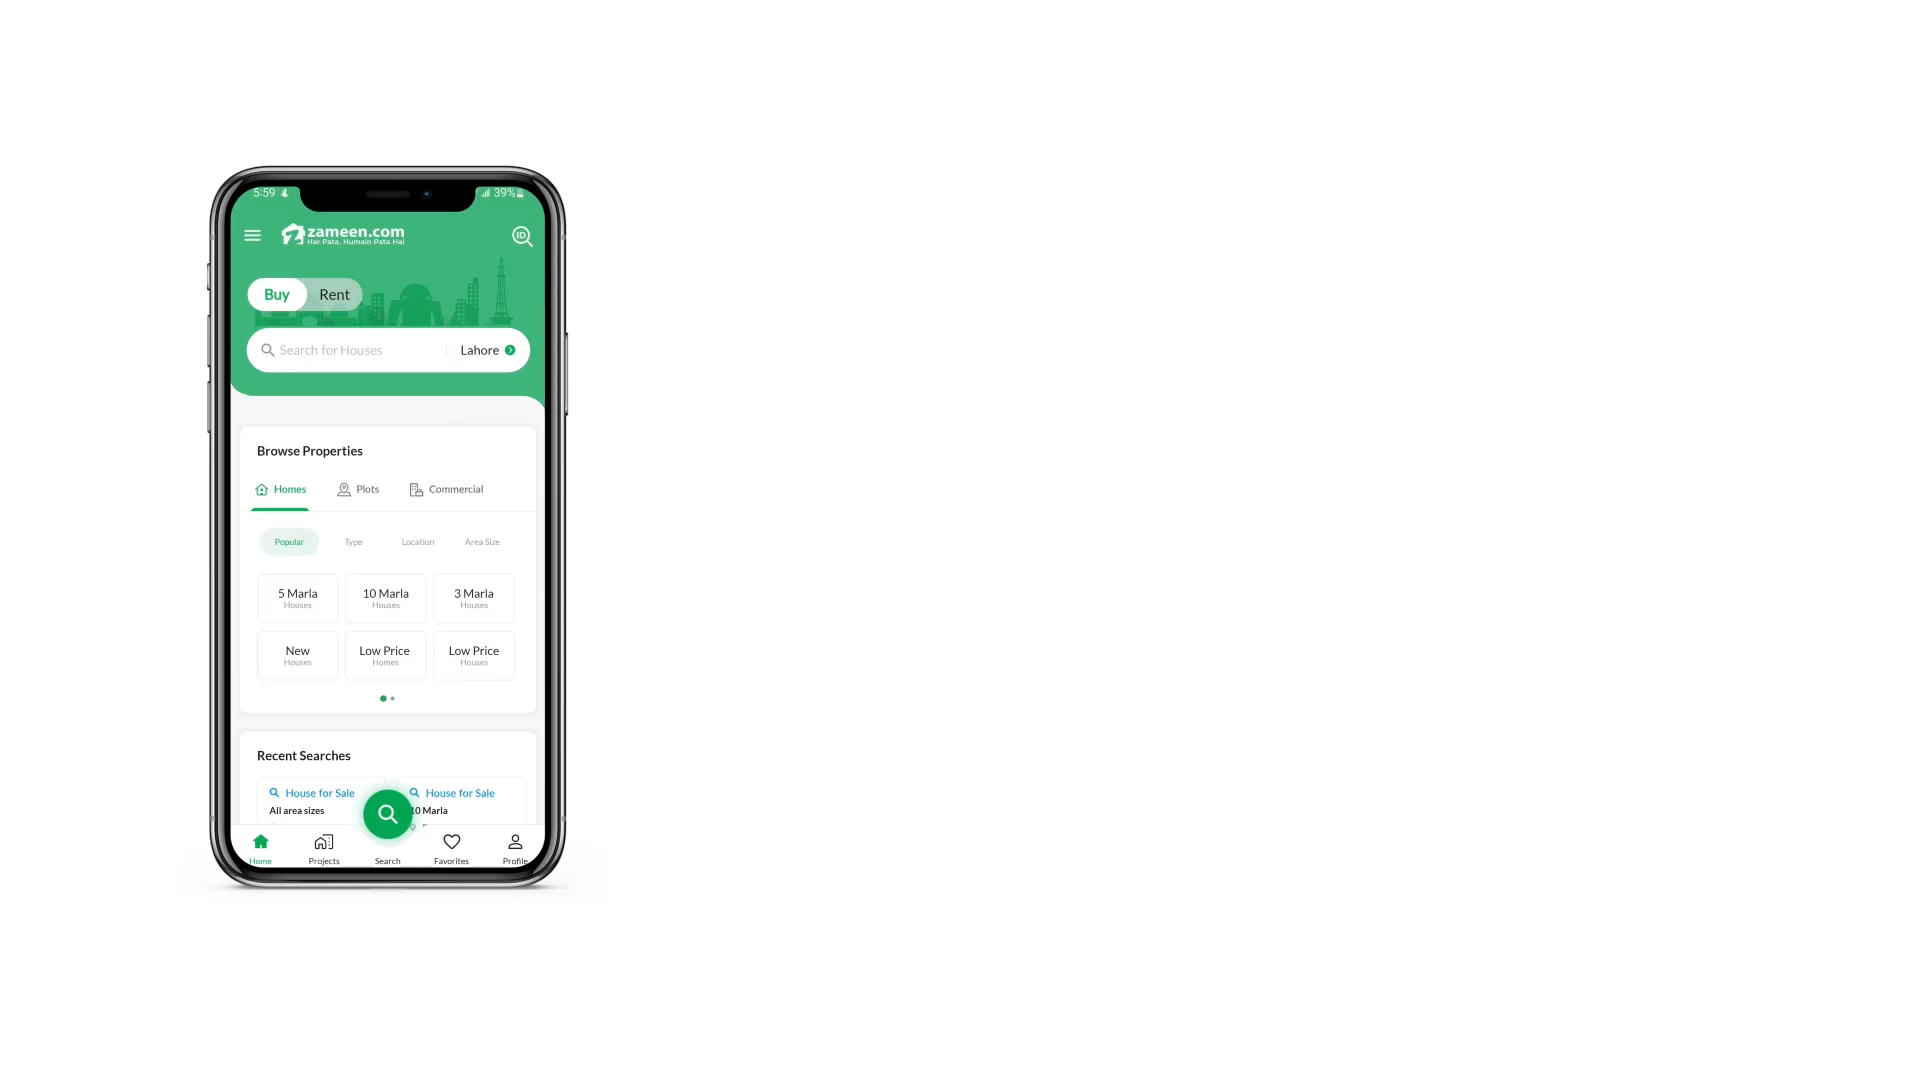 5:59
39%
zameen.com
Har Pata, Humain Pata Hai
ID
Buy Rent
Search for Houses Lahore
Browse Properties
Homes Plots Commercial
Popular Type Location Area Size
5 Marla 10 Marla 3 Marla
Houses Houses Houses
New Low Price Low Price
Houses Homes Houses
Recent Searches
House for Sale House for Sale
All area sizes 10 Marla
Home Projects Search Favorites Profile